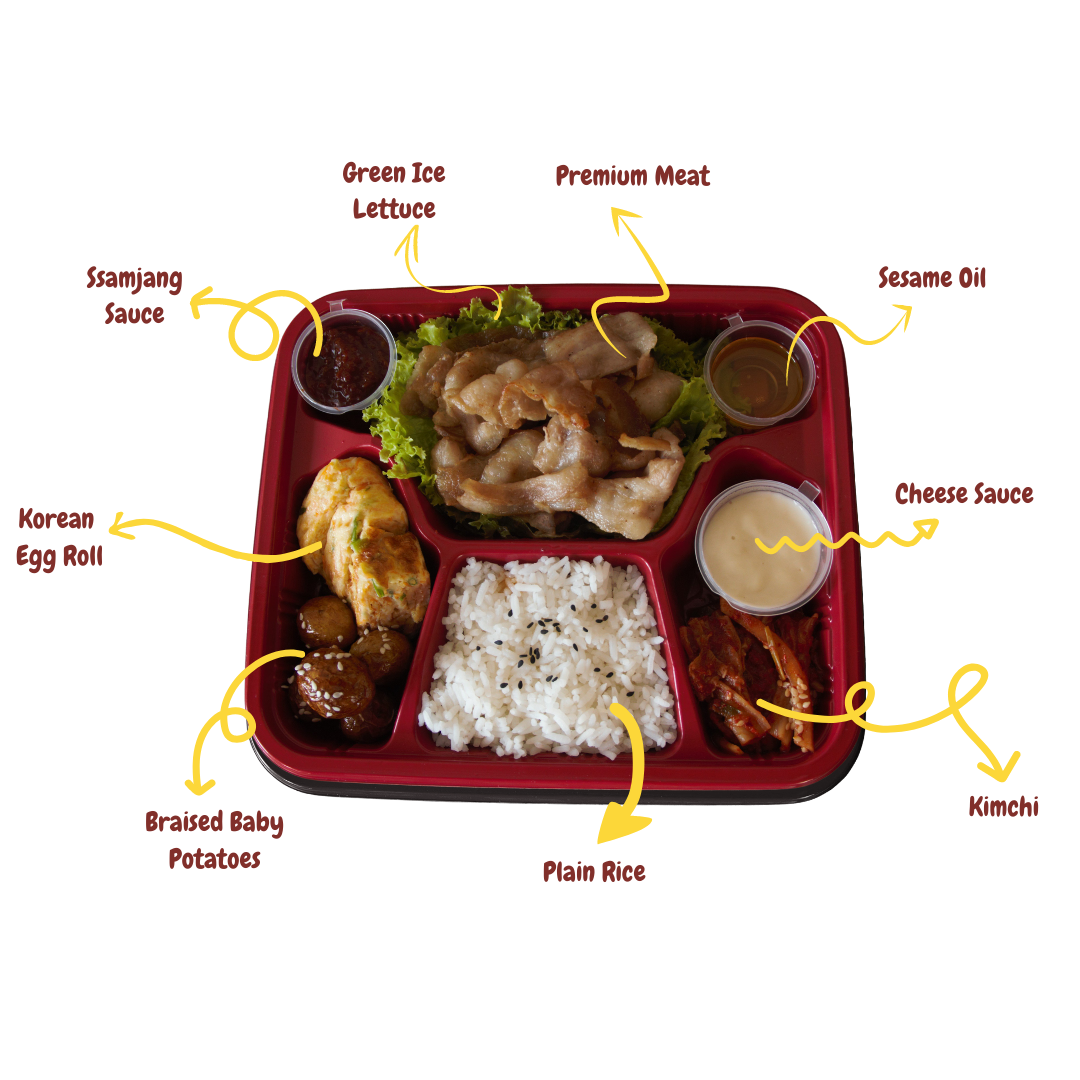 Green Ice
Lettuce
Premium Meat
Ssamjang
Sauce
Sesame Oil
Korean
Egg Roll
Cheese Sauce
Braised Baby
Potatoes
Kimchi
Plain Rice